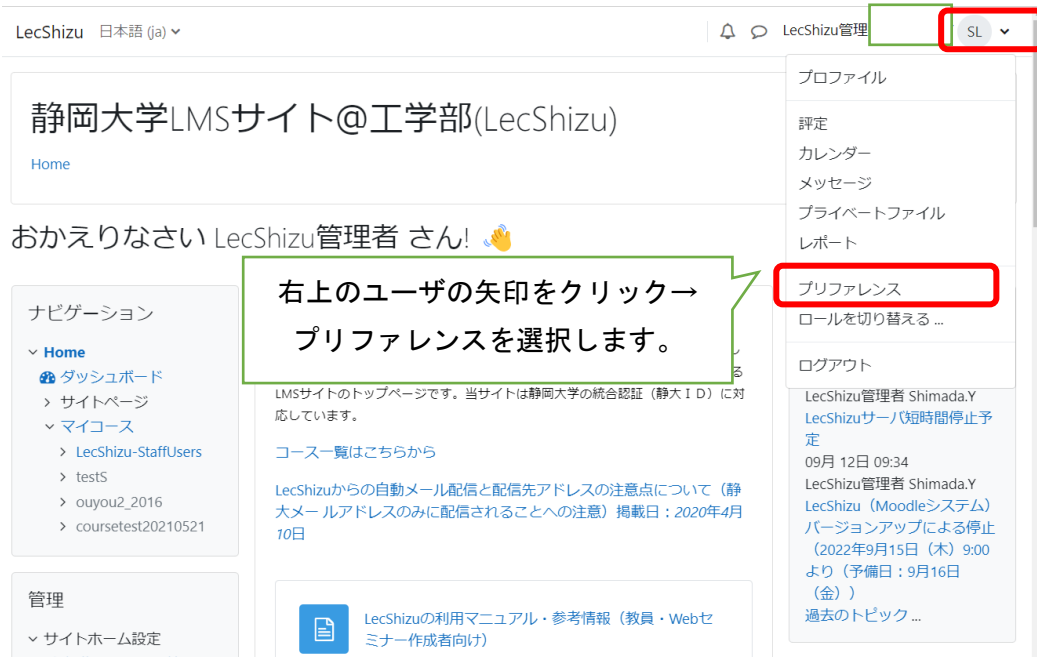 LecShizu 日本語 (ja)
LecShizu管理
SL
静岡大学LMSサイト@工学部(LecShizu)
Home
おかえりなさい LecShizu管理者 さん! 👋
プロファイル
評定
カレンダー
メッセージ
プライベートファイル
レポート
プリファレンス
ロールを切り替える ...
ログアウト
右上のユーザの矢印をクリック→
プリファレンスを選択します。
ナビゲーション
Home
ダッシュボード
サイトページ
マイコース
LecShizu-StaffUsers
testS
ouyou2_2016
coursetest20210521
管理
サイトホーム設定
LMSサイトのトップページです。当サイトは静岡大学の統合認証（静大ＩＤ）に対
応しています。
コース一覧はこちらから
LecShizuからの自動メール配信と配信先アドレスの注意点について（静
大メールアドレスのみに配信されることへの注意）掲載日：2020年4月
10日
LecShizuの利用マニュアル・参考情報（教員・Webセ
ミナー作成者向け）
LecShizu管理者 Shimada.Y
LecShizuサーバ短時間停止予
定
09月 12日 09:34
LecShizu管理者 Shimada.Y
LecShizu（Moodleシステム）
バージョンアップによる停止
（2022年9月15日（木）9:00
より（予備日：9月16日
（金））
過去のトピック ...